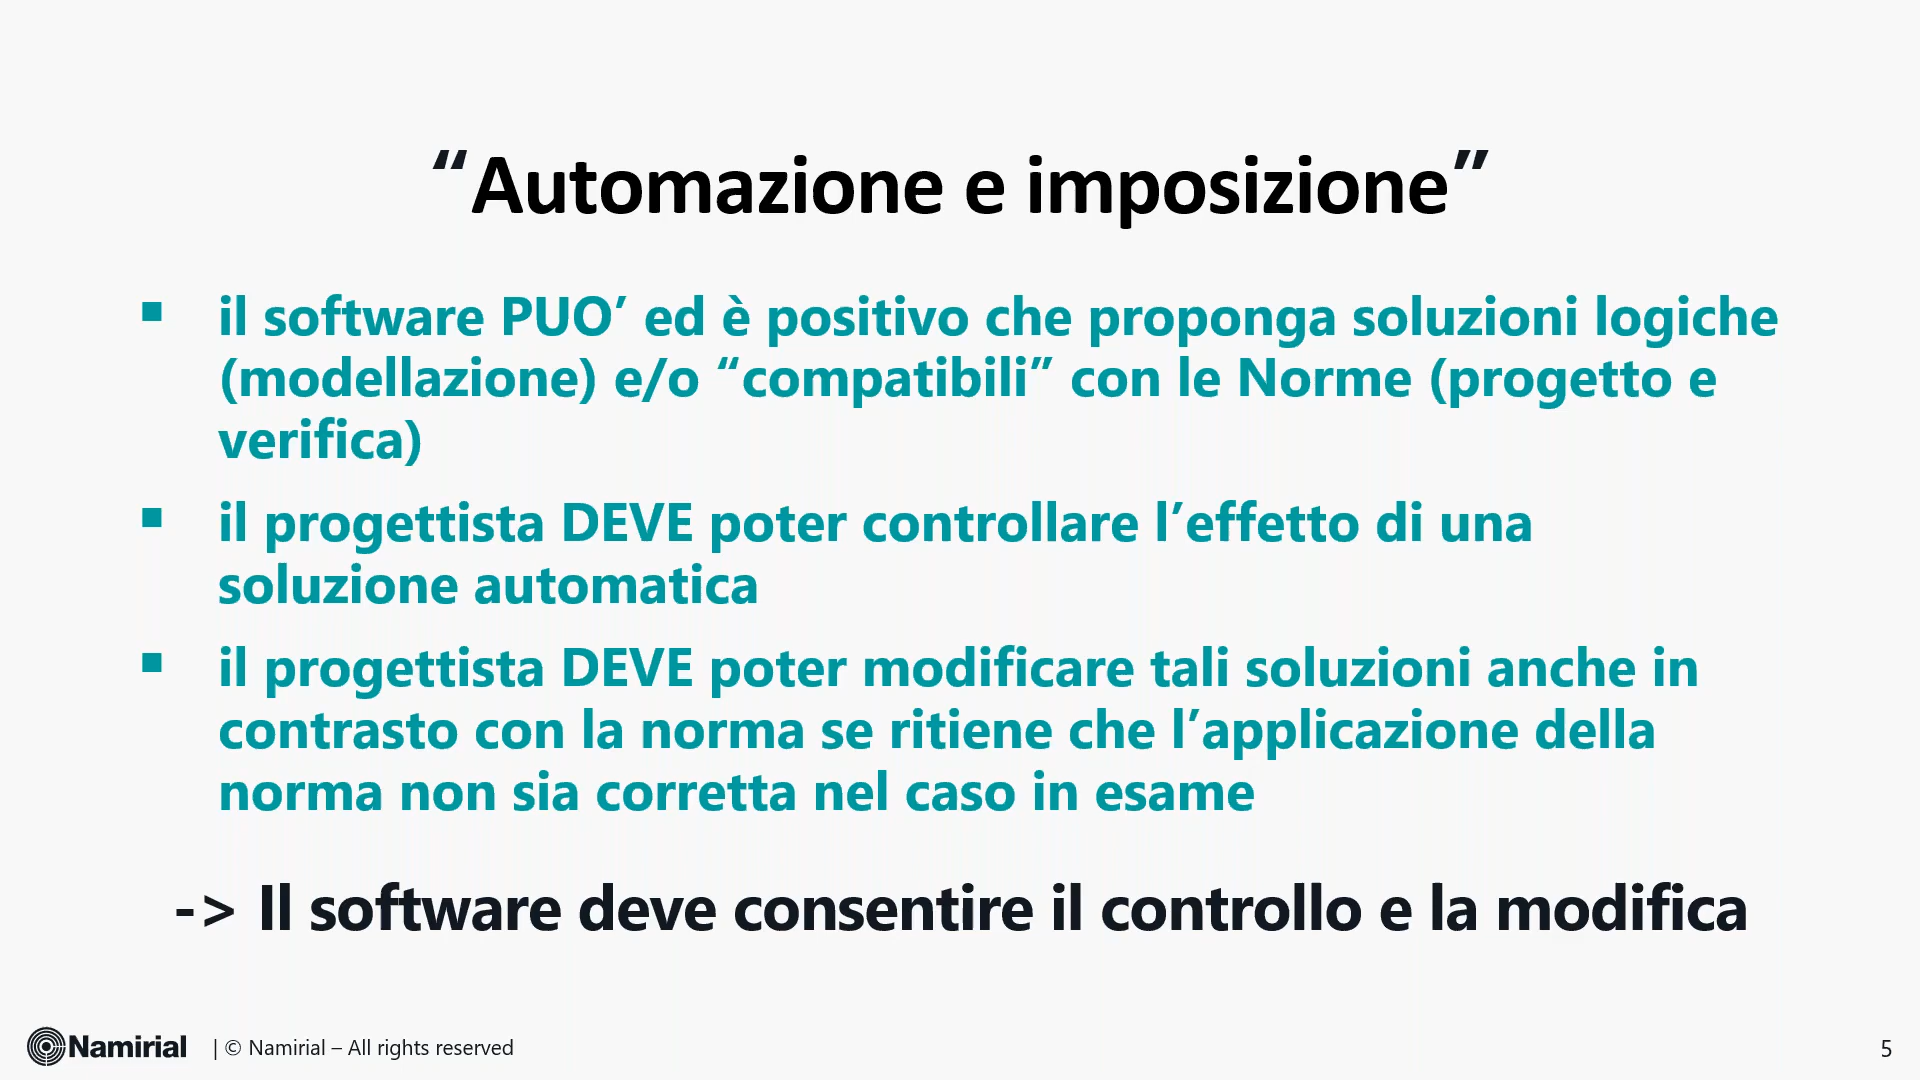 “Automazione e imposizione”
▪ il software PUO’ ed è positivo che proponga soluzioni logiche
(modellazione) e/o “compatibili” con le Norme (progetto e
verifica)
▪ il progettista DEVE poter controllare l’effetto di una
soluzione automatica
▪ il progettista DEVE poter modificare tali soluzioni anche in
contrasto con la norma se ritiene che l’applicazione della
norma non sia corretta nel caso in esame
-> Il software deve consentire il controllo e la modifica
Namirial | © Namirial – All rights reserved
5